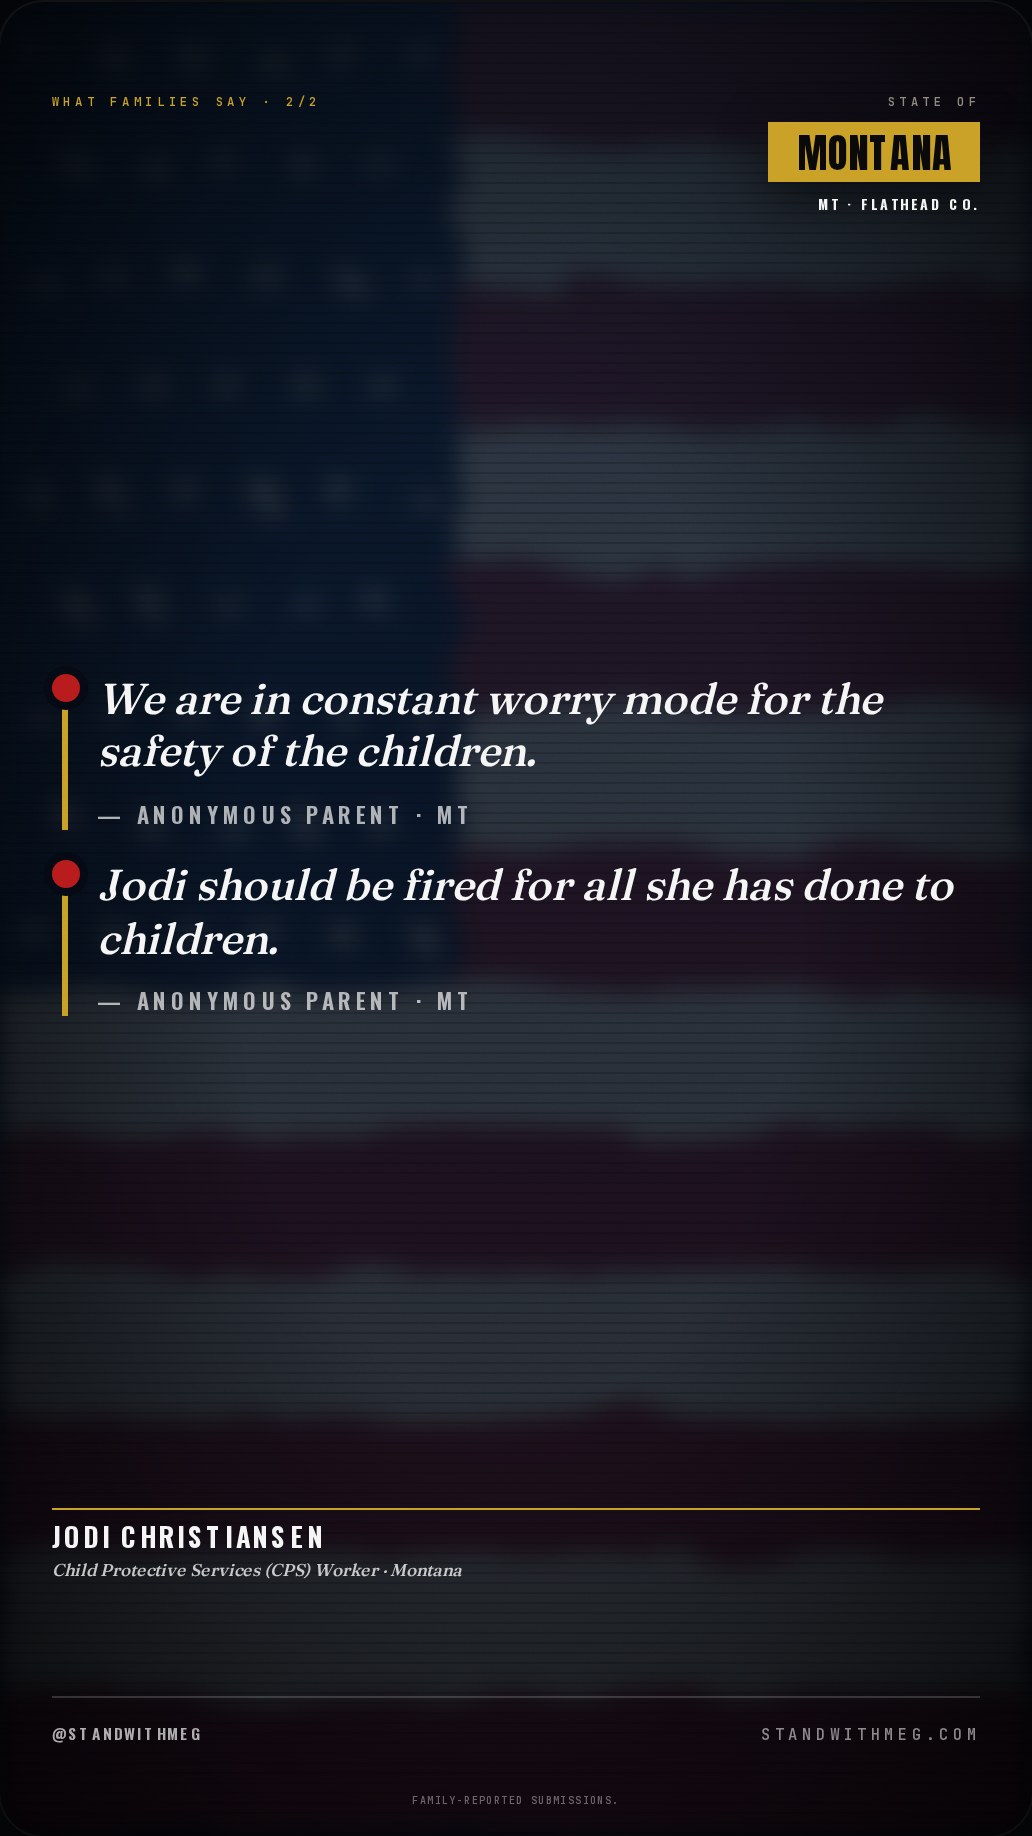 WHAT FAMILIES SAY · 2/2
STATE OF
MONTANA
MT · FLATHEAD CO.
We are in constant worry mode for the
safety of the children.
— ANONYMOUS PARENT · MT
Jodi should be fired for all she has done to
children.
— ANONYMOUS PARENT · MT
JODI CHRISTIANSEN
Child Protective Services (CPS) Worker · Montana
@STANDWITHMEG
STANDWITHMEG.COM
FAMILY-REPORTED SUBMISSIONS.